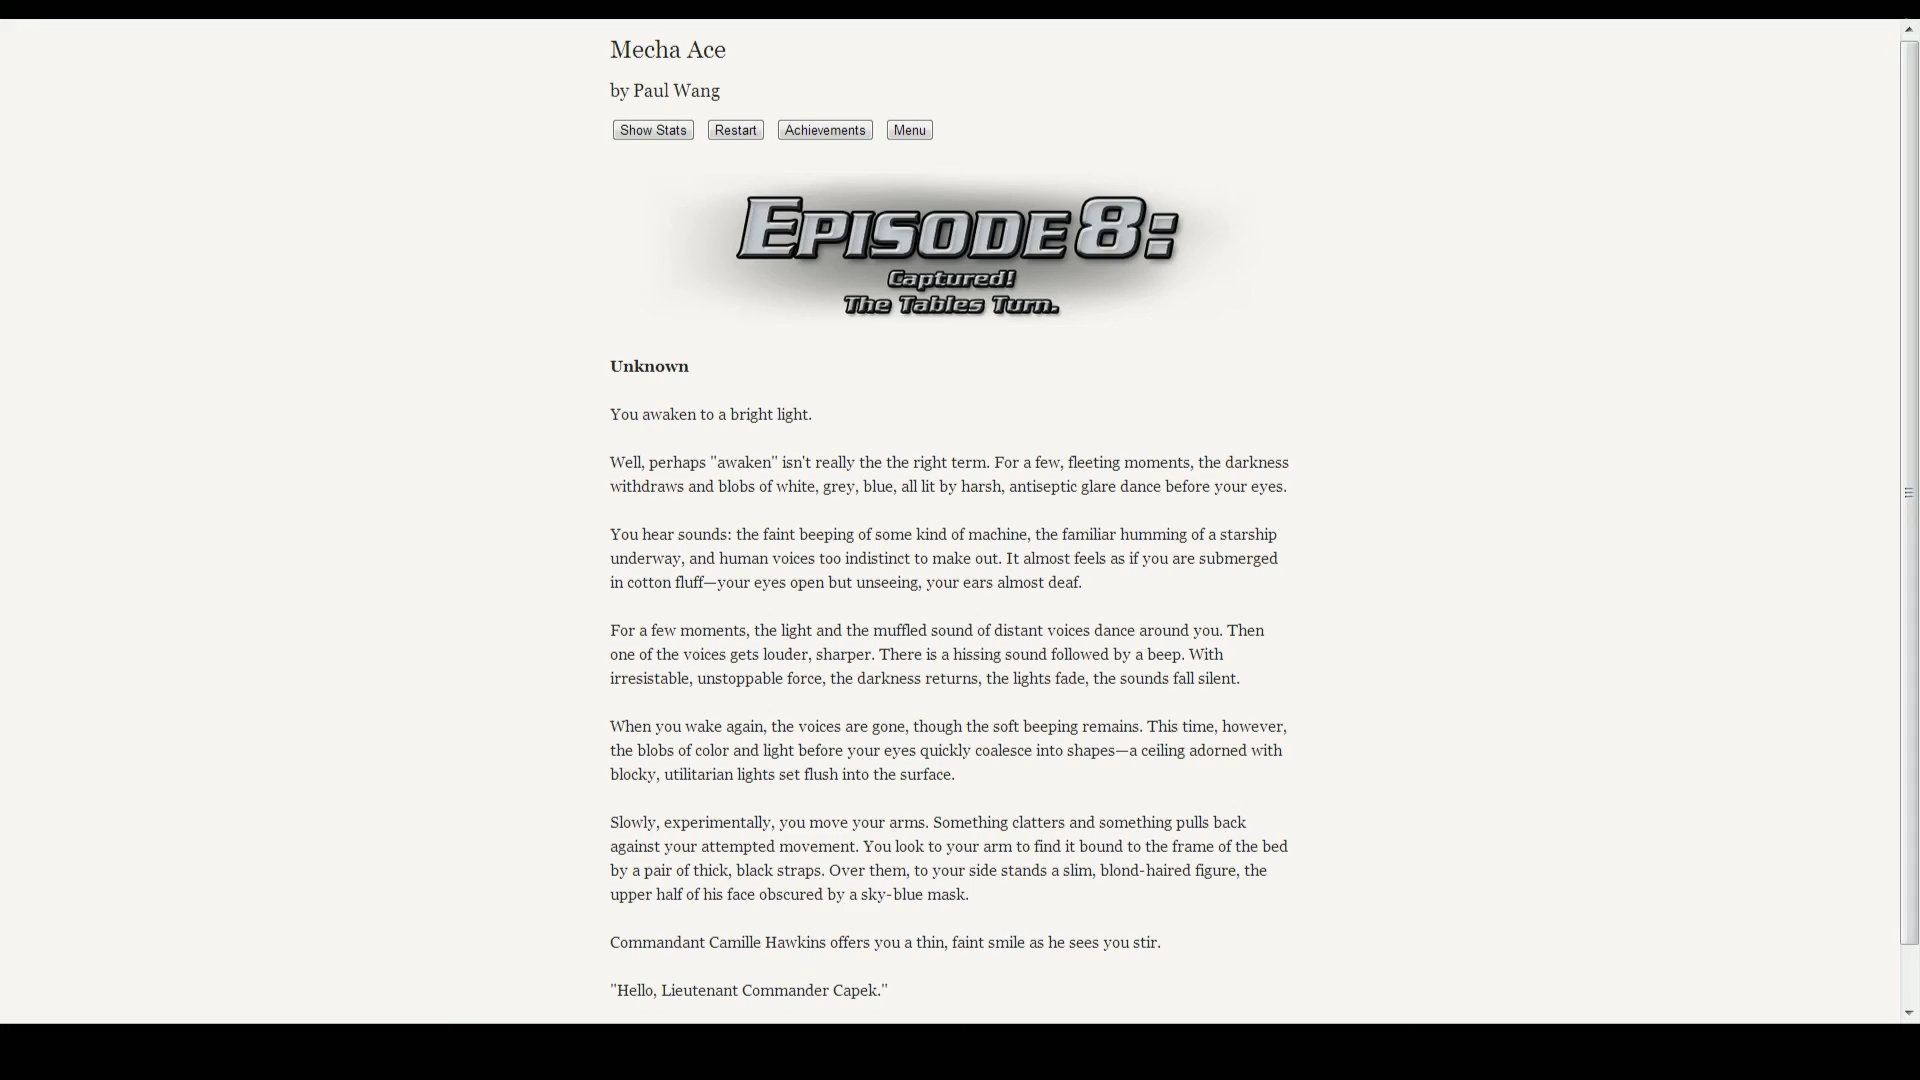 Mecha Ace
by Paul Wang
Show Stats Restart Achievements Menu
Episode 8:
Captured!
The Tables Turn.
Unknown
You awaken to a bright light.
Well, perhaps "awaken" isn't really the the right term. For a few, fleeting moments, the darkness
withdraws and blobs of white, grey, blue, all lit by harsh, antiseptic glare dance before your eyes.
You hear sounds: the faint beeping of some kind of machine, the familiar humming of a starship
underway, and human voices too indistinct to make out. It almost feels as if you are submerged
in cotton fluff—your eyes open but unseeing, your ears almost deaf.
For a few moments, the light and the muffled sound of distant voices dance around you. Then
one of the voices gets louder, sharper. There is a hissing sound followed by a beep. With
irresistable, unstoppable force, the darkness returns, the lights fade, the sounds fall silent.
When you wake again, the voices are gone, though the soft beeping remains. This time, however,
the blobs of color and light before your eyes quickly coalesce into shapes—a ceiling adorned with
blocky, utilitarian lights set flush into the surface.
Slowly, experimentally, you move your arms. Something clatters and something pulls back
against your attempted movement. You look to your arm to find it bound to the frame of the bed
by a pair of thick, black straps. Over them, to your side stands a slim, blond-haired figure, the
upper half of his face obscured by a sky-blue mask.
Commandant Camille Hawkins offers you a thin, faint smile as he sees you stir.
"Hello, Lieutenant Commander Capek."